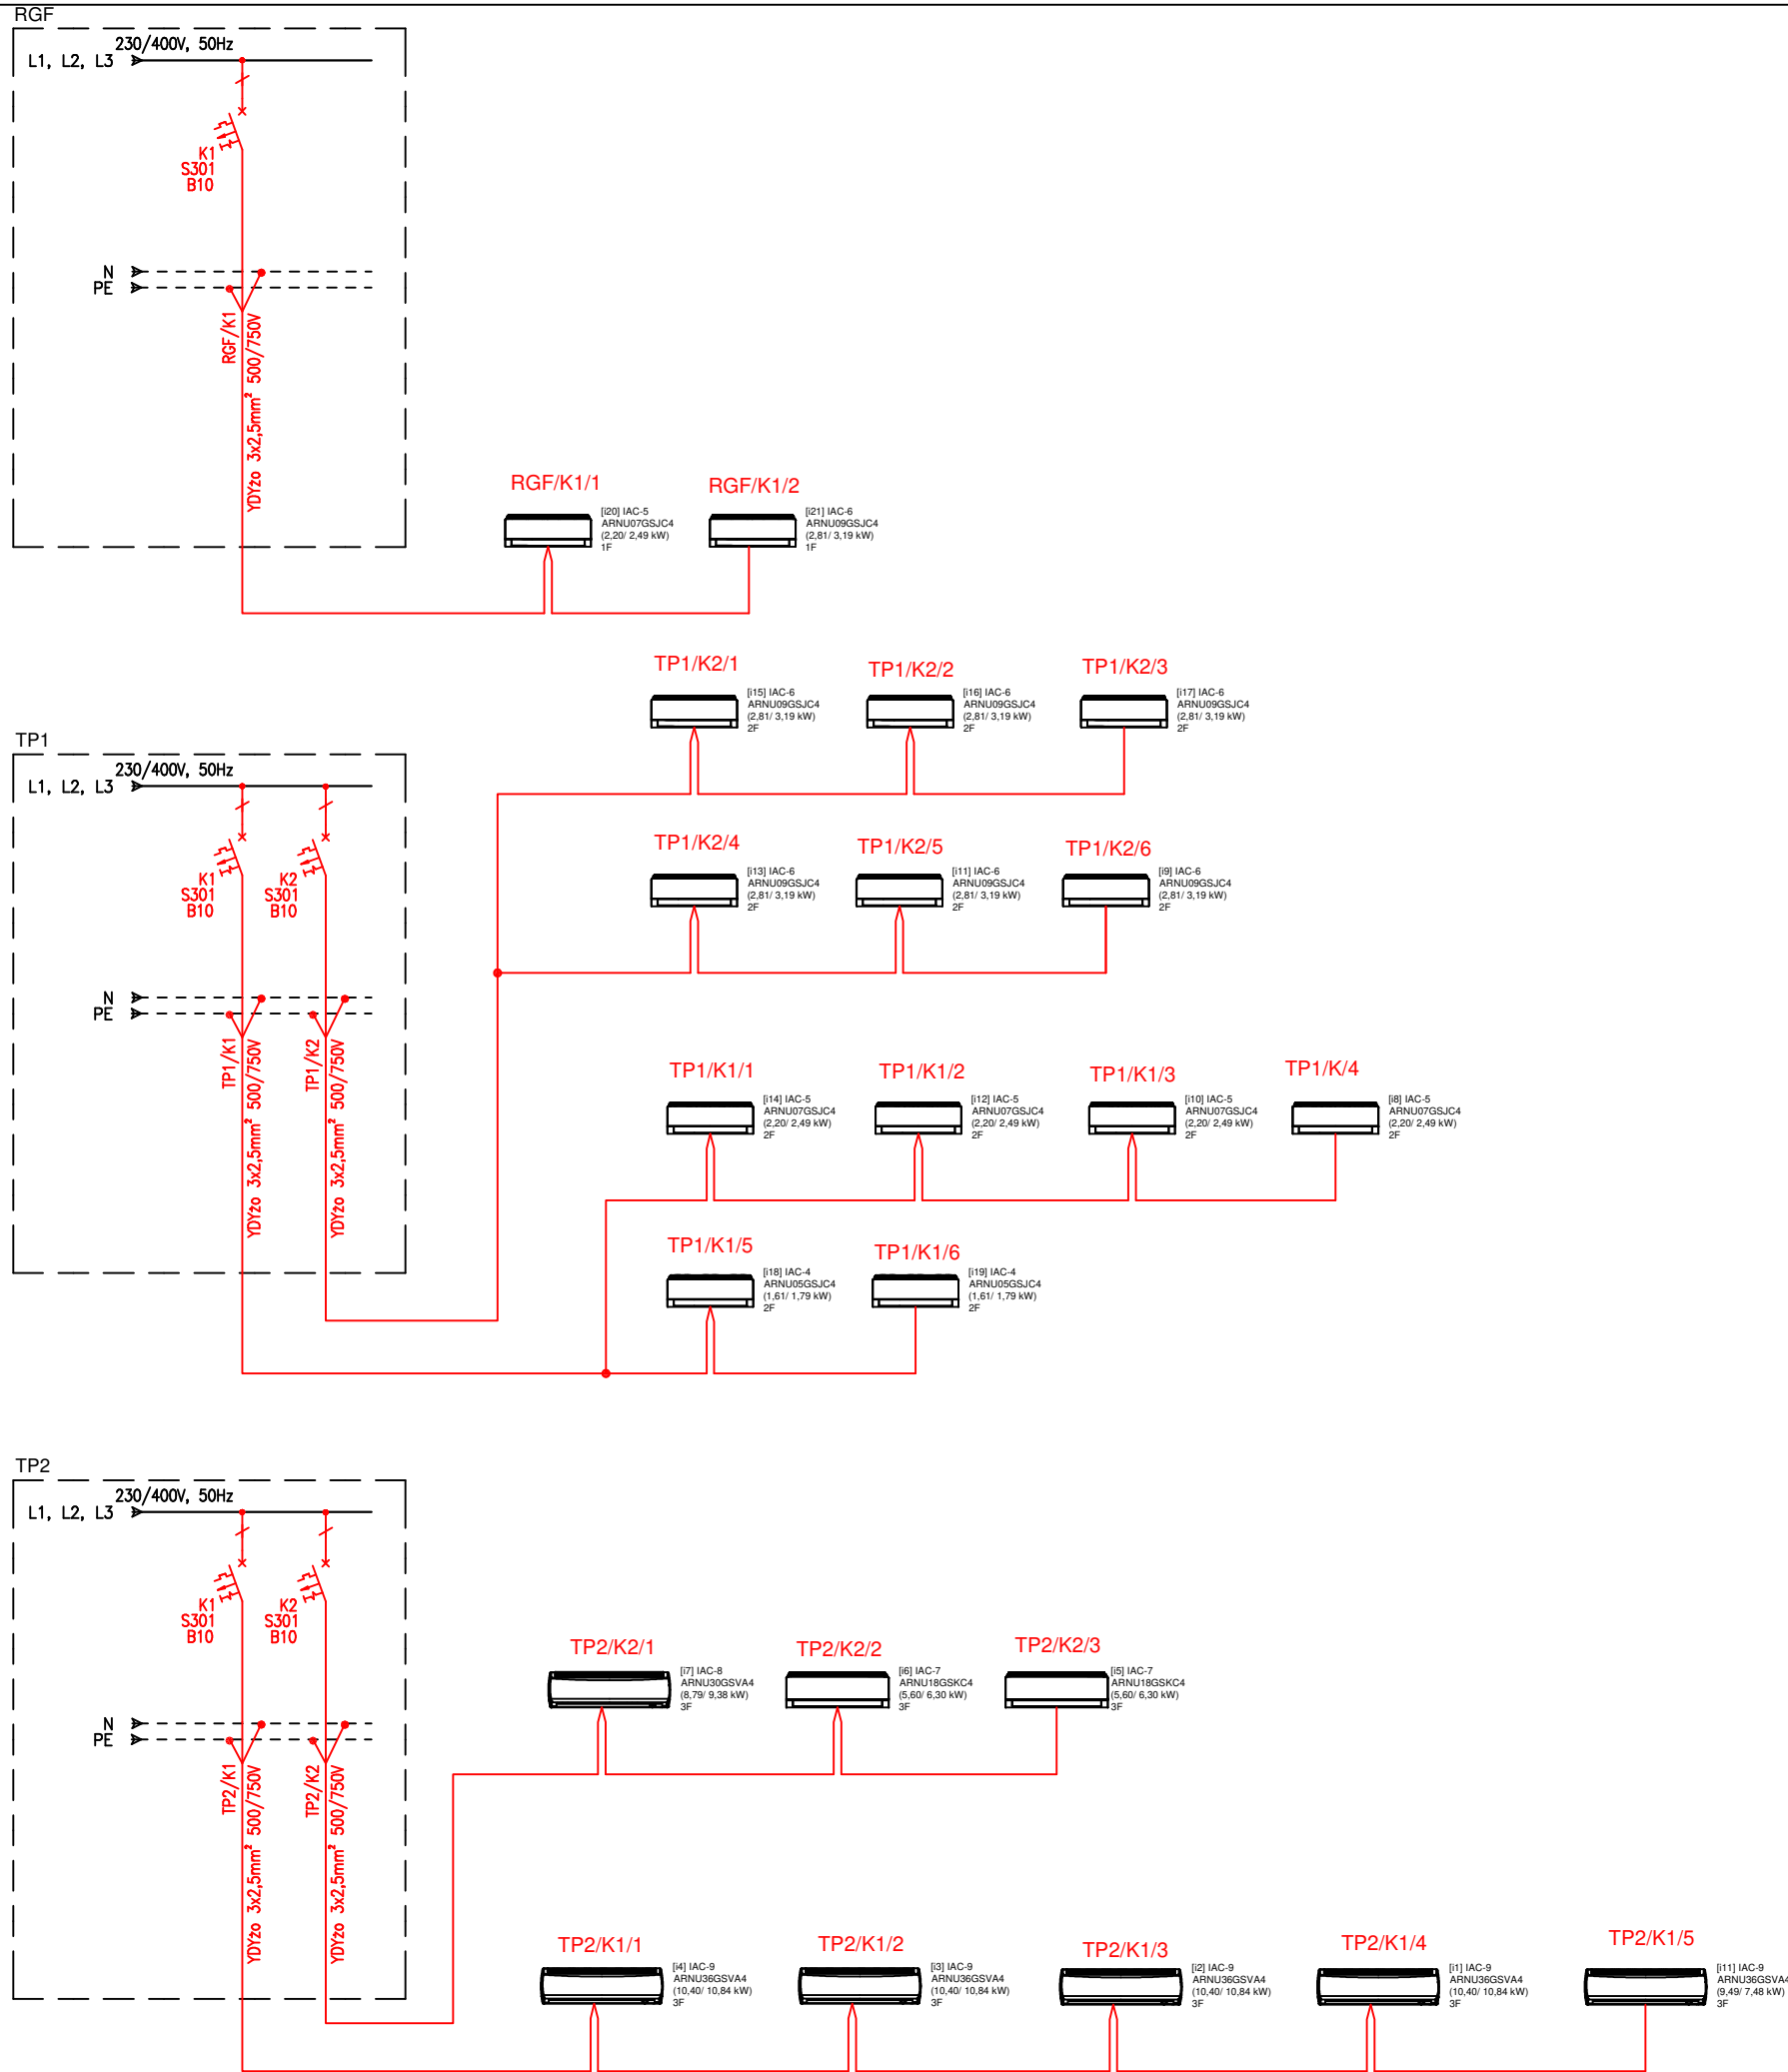 RGF
230/400V, 50Hz
L1, L2, L3
K1
S301
B10
N
PE
RGF/K1
YDYżo 3x2,5mm² 500/750V
RGF/K1/1
[i20] IAC-5
ARNU07GSJC4
(2,20/ 2,49 kW)
1F
RGF/K1/2
[i21] IAC-6
ARNU09GSJC4
(2,81/ 3,19 kW)
1F
TP1
230/400V, 50Hz
L1, L2, L3
K1
S301
B10
K2
S301
B10
N
PE
TP1/K1
YDYżo 3x2,5mm² 500/750V
TP1/K2
YDYżo 3x2,5mm² 500/750V
TP1/K2/1
[i15] IAC-6
ARNU09GSJC4
(2,81/ 3,19 kW)
2F
TP1/K2/2
[i16] IAC-6
ARNU09GSJC4
(2,81/ 3,19 kW)
2F
TP1/K2/3
[i17] IAC-6
ARNU09GSJC4
(2,81/ 3,19 kW)
2F
TP1/K2/4
[i13] IAC-6
ARNU09GSJC4
(2,81/ 3,19 kW)
2F
TP1/K2/5
[i11] IAC-6
ARNU09GSJC4
(2,81/ 3,19 kW)
2F
TP1/K2/6
[i9] IAC-6
ARNU09GSJC4
(2,81/ 3,19 kW)
2F
TP1/K1/1
[i14] IAC-5
ARNU07GSJC4
(2,20/ 2,49 kW)
2F
TP1/K1/2
[i12] IAC-5
ARNU07GSJC4
(2,20/ 2,49 kW)
2F
TP1/K1/3
[i10] IAC-5
ARNU07GSJC4
(2,20/ 2,49 kW)
2F
TP1/K/4
[i8] IAC-5
ARNU07GSJC4
(2,20/ 2,49 kW)
2F
TP1/K1/5
[i18] IAC-4
ARNU05GSJC4
(1,61/ 1,79 kW)
2F
TP1/K1/6
[i19] IAC-4
ARNU05GSJC4
(1,61/ 1,79 kW)
2F
TP2
230/400V, 50Hz
L1, L2, L3
K1
S301
B10
K2
S301
B10
N
PE
TP2/K1
YDYżo 3x2,5mm² 500/750V
TP2/K2
YDYżo 3x2,5mm² 500/750V
TP2/K2/1
[i7] IAC-8
ARNU30GSVA4
(8,79/ 9,38 kW)
3F
TP2/K2/2
[i6] IAC-7
ARNU18GSKC4
(5,60/ 6,30 kW)
3F
TP2/K2/3
[i5] IAC-7
ARNU18GSKC4
(5,60/ 6,30 kW)
3F
TP2/K1/1
[i4] IAC-9
ARNU36GSVA4
(10,40/ 10,84 kW)
3F
TP2/K1/2
[i3] IAC-9
ARNU36GSVA4
(10,40/ 10,84 kW)
3F
TP2/K1/3
[i2] IAC-9
ARNU36GSVA4
(10,40/ 10,84 kW)
3F
TP2/K1/4
[i1] IAC-9
ARNU36GSVA4
(10,40/ 10,84 kW)
3F
TP2/K1/5
[i11] IAC-9
ARNU36GSVA4
(9,49/ 7,48 kW)
3F